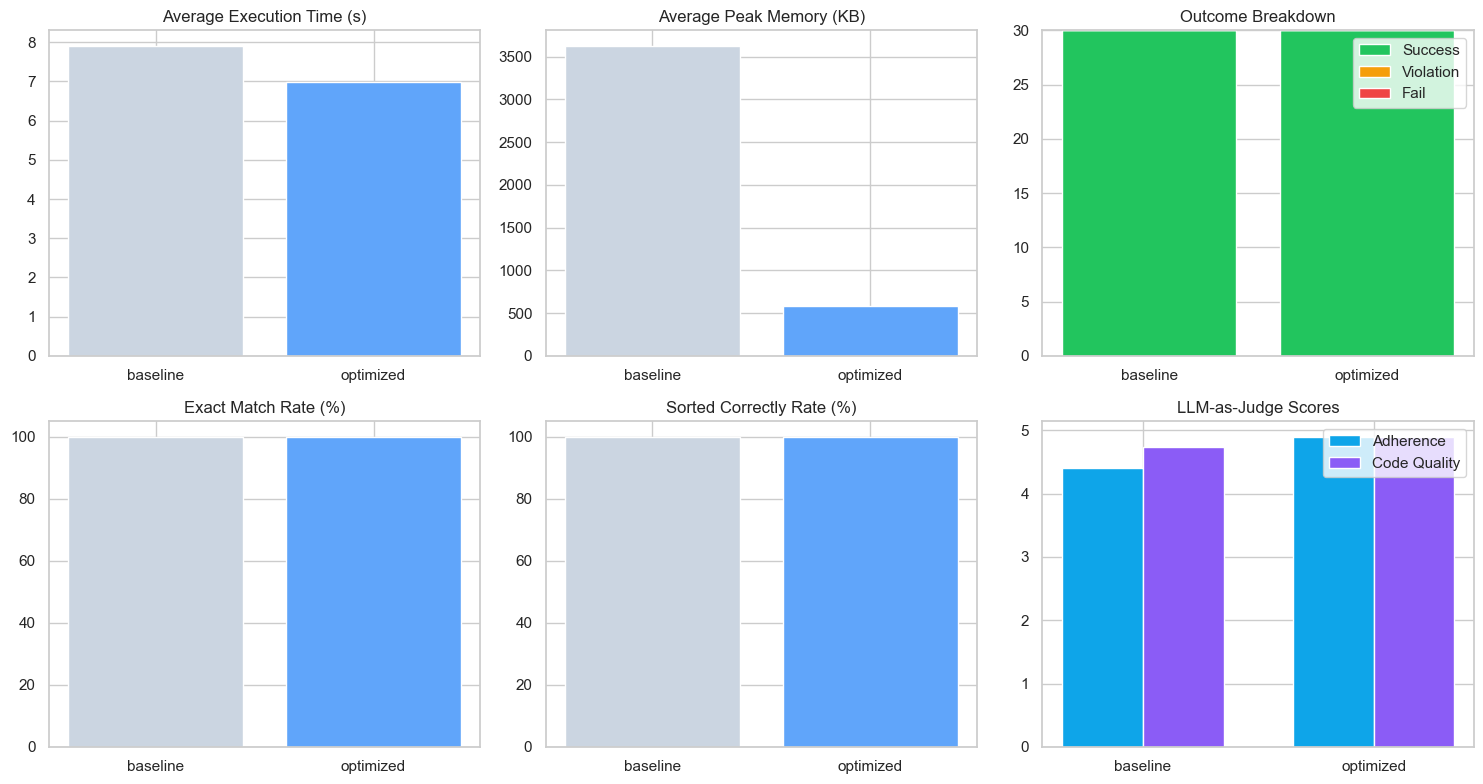 Average Execution Time (s)
8
7
6
5
4
3
2
1
0
baseline optimized
Average Peak Memory (KB)
3500
3000
2500
2000
1500
1000
500
0
baseline optimized
Outcome Breakdown
30
25
20
15
10
5
0
Success
Violation
Fail
baseline optimized
Exact Match Rate (%)
100
80
60
40
20
0
baseline optimized
Sorted Correctly Rate (%)
100
80
60
40
20
0
baseline optimized
LLM-as-Judge Scores
5
4
3
2
1
0
Adherence
Code Quality
baseline optimized